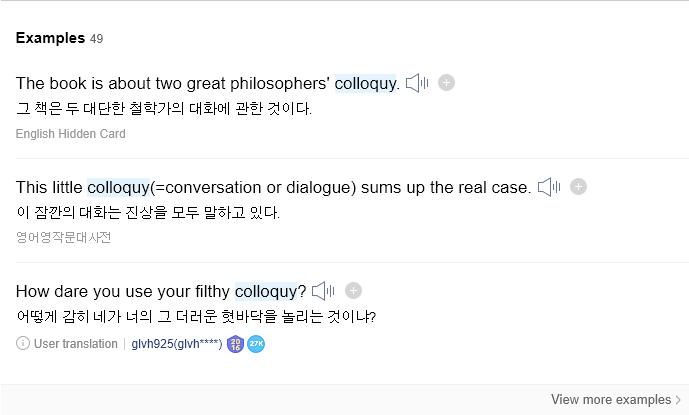 Examples 49
The book is about two great philosophers' colloquy.
그 책은 두 대단한 철학가의 대화에 관한 것이다.
English Hidden Card
This little colloquy(=conversation or dialogue) sums up the real case.
이 잠깐의 대화는 진상을 모두 말하고 있다.
영어영작문대사전
How dare you use your filthy colloquy?
어떻게 감히 네가 너의 그 더러운 혓바닥을 놀리는 것이냐?
User translation | glvh925(glvh****) 2016 27K
View more examples >